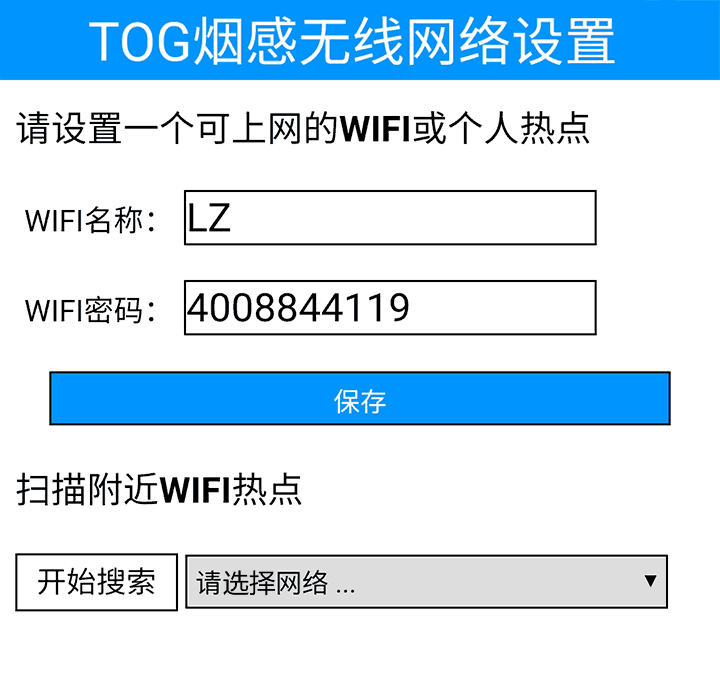 TOG烟感无线网络设置
请设置一个可上网的WIFI或个人热点
WIFI名称： LZ
WIFI密码： 4008844119
保存
扫描附近WIFI热点
开始搜索 请选择网络 ...